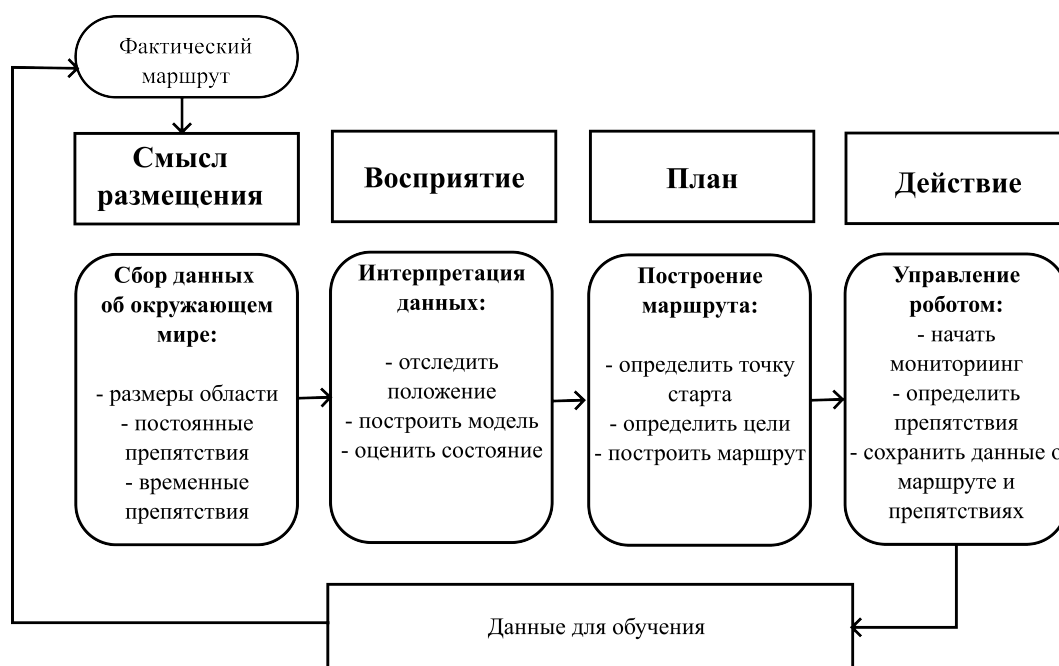 Фактический
маршрут
Смысл
размещения
Восприятие
План
Действие
Сбор данных
об окружающем
мире:
- размеры области
- постоянные
препятствия
- временные
препятствия
Интерпретация
данных:
- отследить
положение
- построить модель
- оценить состояние
Построение
маршрута:
- определить точку
старта
- определить цели
- построить маршрут
Управление
роботом:
- начать
мониториинг
- определить
препятствия
- сохранить данные о
маршруте и
препятствиях
Данные для обучения